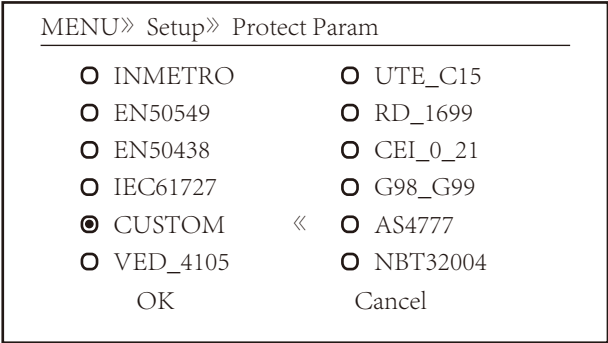 MENU» Setup» Protect Param
INMETRO UTE_C15
EN50549 RD_1699
EN50438 CEI_0_21
IEC61727 G98_G99
CUSTOM « AS4777
VED_4105 NBT32004
OK Cancel